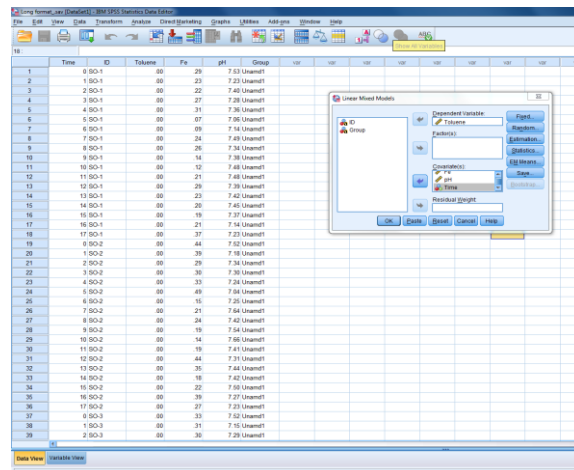 Long format_.sav [DataSet1] - IBM SPSS Statistics Data Editor
File Edit View Data Transform Analyze Direct Marketing Graphs Utilities Add-ons Window Help
Show All Variables
18
Time ID Toluene Fe pH Group var var var var var var var
1 0 SO-1 .00 .29 7.53 Unamd1
2 1 SO-1 .00 .23 7.23 Unamd1
3 2 SO-1 .00 .22 7.40 Unamd1
4 3 SO-1 .00 .27 7.28 Unamd1
5 4 SO-1 .00 .31 7.36 Unamd1
6 5 SO-1 .00 .07 7.06 Unamd1
7 6 SO-1 .00 .09 7.14 Unamd1
8 7 SO-1 .00 .24 7.49 Unamd1
9 8 SO-1 .00 .26 7.34 Unamd1
10 9 SO-1 .00 .14 7.38 Unamd1
11 10 SO-1 .00 .12 7.48 Unamd1
12 11 SO-1 .00 .21 7.48 Unamd1
13 12 SO-1 .00 .29 7.39 Unamd1
14 13 SO-1 .00 .23 7.42 Unamd1
15 14 SO-1 .00 .20 7.45 Unamd1
16 15 SO-1 .00 .19 7.37 Unamd1
17 16 SO-1 .00 .21 7.14 Unamd1
18 17 SO-1 .00 .37 7.23 Unamd1
19 0 SO-2 .00 .44 7.52 Unamd1
20 1 SO-2 .00 .39 7.18 Unamd1
21 2 SO-2 .00 .29 7.34 Unamd1
22 3 SO-2 .00 .30 7.30 Unamd1
23 4 SO-2 .00 .33 7.24 Unamd1
24 5 SO-2 .00 .49 7.04 Unamd1
25 6 SO-2 .00 .15 7.25 Unamd1
26 7 SO-2 .00 .21 7.64 Unamd1
27 8 SO-2 .00 .24 7.42 Unamd1
28 9 SO-2 .00 .19 7.54 Unamd1
29 10 SO-2 .00 .14 7.66 Unamd1
30 11 SO-2 .00 .19 7.41 Unamd1
31 12 SO-2 .00 .44 7.31 Unamd1
32 13 SO-2 .00 .35 7.44 Unamd1
33 14 SO-2 .00 .18 7.42 Unamd1
34 15 SO-2 .00 .22 7.50 Unamd1
35 16 SO-2 .00 .39 7.27 Unamd1
36 17 SO-2 .00 .27 7.23 Unamd1
37 0 SO-3 .00 .33 7.52 Unamd1
38 1 SO-3 .00 .31 7.15 Unamd1
39 2 SO-3 .00 .30 7.29 Unamd1
Linear Mixed Models
ID
Group
Dependent Variable:
Toluene
Factor(s):
Covariate(s):
Fe
pH
Time
Residual Weight:
Fixed...
Random...
Estimation...
Statistics...
EM Means...
Save...
Bootstrap...
OK Paste Reset Cancel Help
Data View Variable View